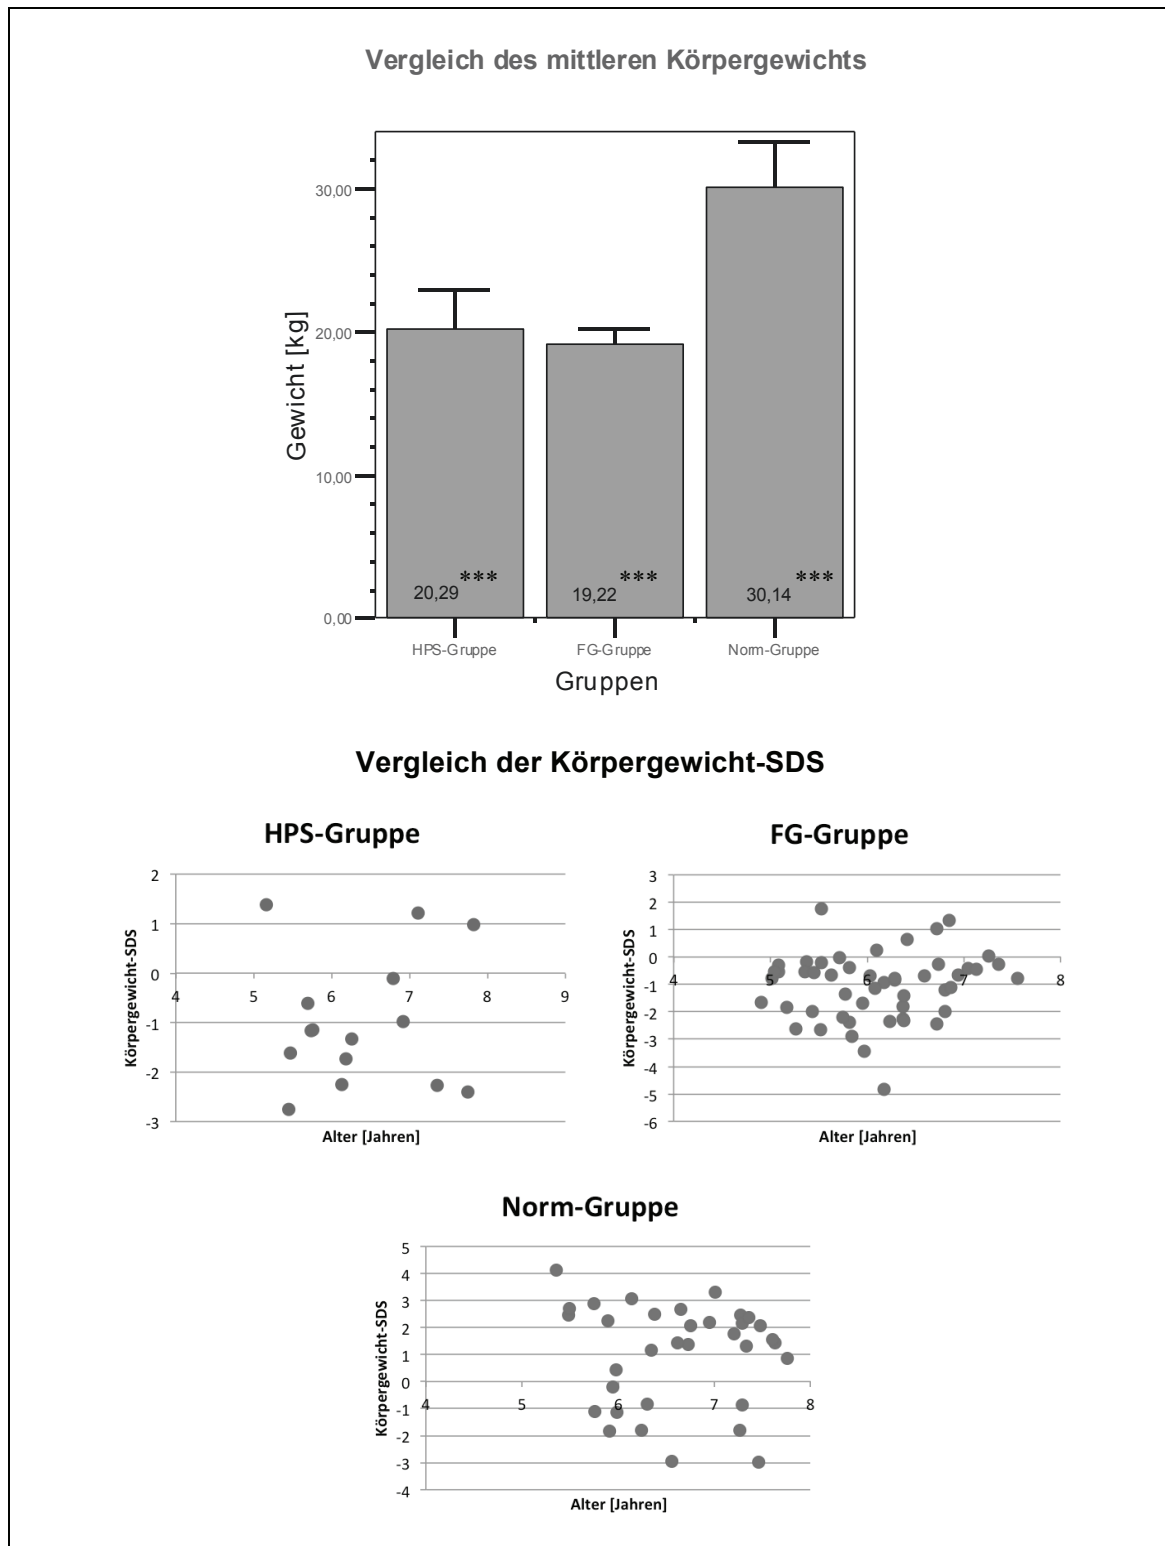 Vergleich des mittleren Körpergewichts
30,00
20,00
10,00
0,00
Gewicht [kg]
20,29 ***
19,22 ***
30,14 ***
HPS-Gruppe FG-Gruppe Norm-Gruppe
Gruppen
Vergleich der Körpergewicht-SDS
HPS-Gruppe
2
1
0
-1
-2
-3
4 5 6 7 8 9
Körpergewicht-SDS
Alter [Jahren]
FG-Gruppe
3
2
1
0
-1
-2
-3
-4
-5
-6
4 5 6 7 8
Körpergewicht-SDS
Alter [Jahren]
Norm-Gruppe
5
4
3
2
1
0
-1
-2
-3
-4
4 5 6 7 8
Körpergewicht-SDS
Alter [Jahren]